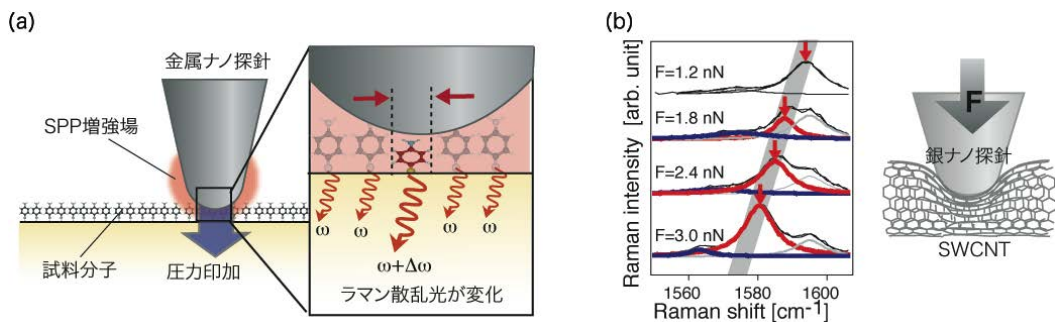 (a)
金属ナノ探針
SPP増強場
試料分子
圧力印加
ω
ω
ω
ω
ω+Δω
ラマン散乱光が変化
(b)
Raman intensity [arb. unit]
F=1.2 nN
F=1.8 nN
F=2.4 nN
F=3.0 nN
1560
1580
1600
Raman shift [cm⁻¹]
F
銀ナノ探針
SWCNT